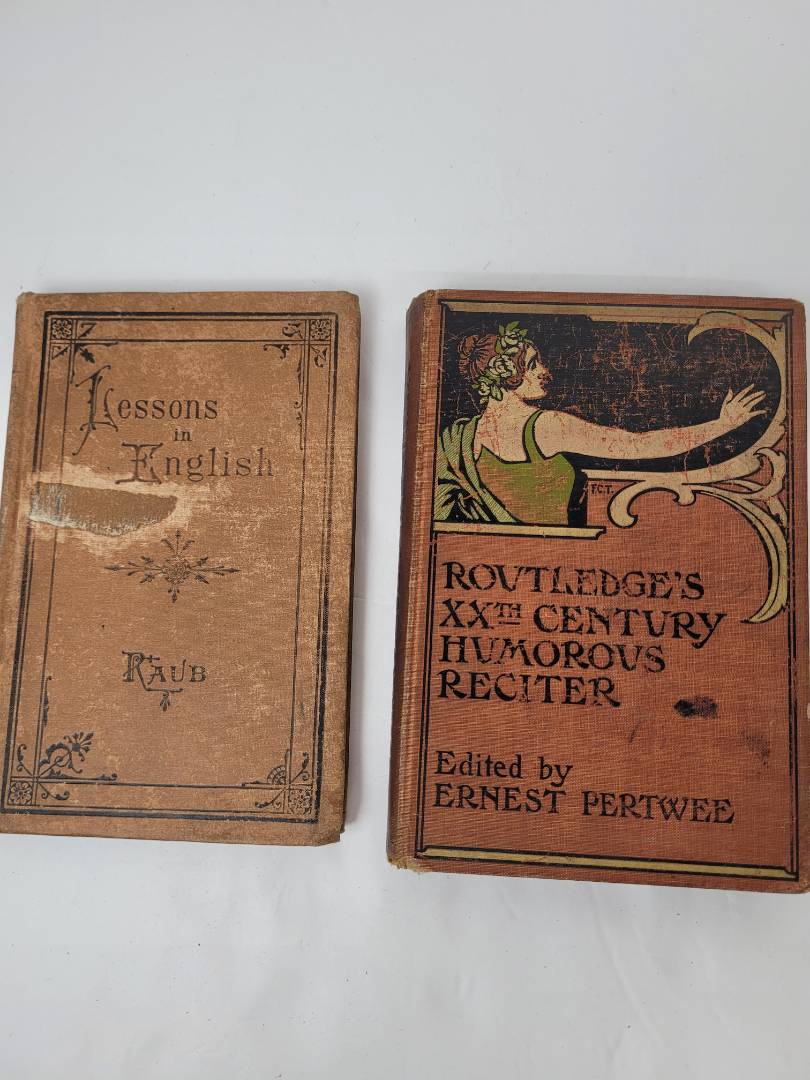 Lessons
in
English
RAUB
F.C.T.
ROUTLEDGE'S
XXTH CENTURY
HUMOROUS
RECITER
Edited by
ERNEST PERTWEE